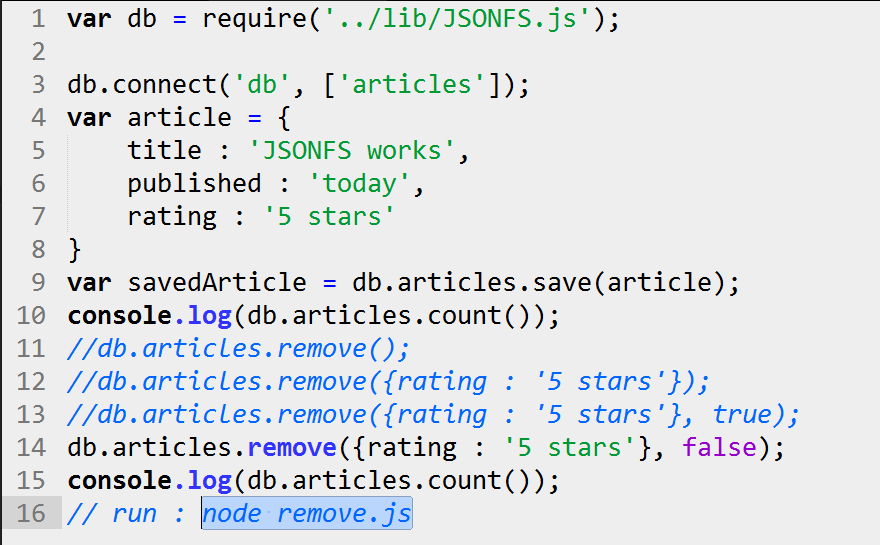 1 var db = require('../lib/JSONFS.js');
2
3 db.connect('db', ['articles']);
4 var article = {
5     title : 'JSONFS works',
6     published : 'today',
7     rating : '5 stars'
8 }
9 var savedArticle = db.articles.save(article);
10 console.log(db.articles.count());
11 //db.articles.remove();
12 //db.articles.remove({rating : '5 stars'});
13 //db.articles.remove({rating : '5 stars'}, true);
14 db.articles.remove({rating : '5 stars'}, false);
15 console.log(db.articles.count());
16 // run : node remove.js